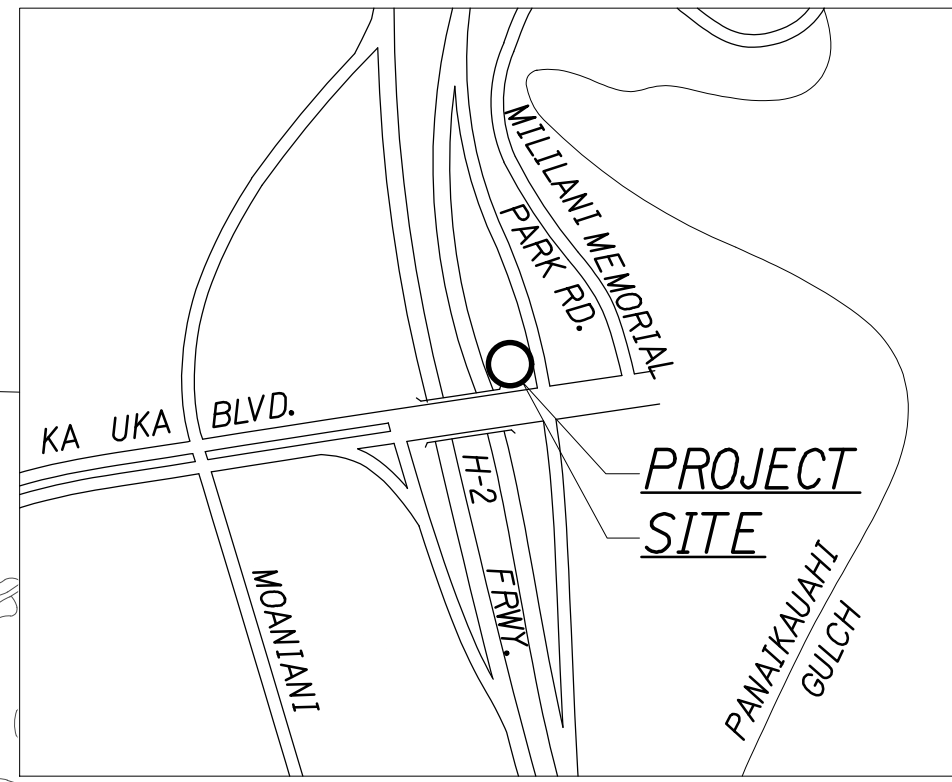 MILILANI MEMORIAL
PARK RD.
KA UKA BLVD.
H-2 FRWY.
PROJECT
SITE
MOANIANI
PANAIKAUAHI
GULCH